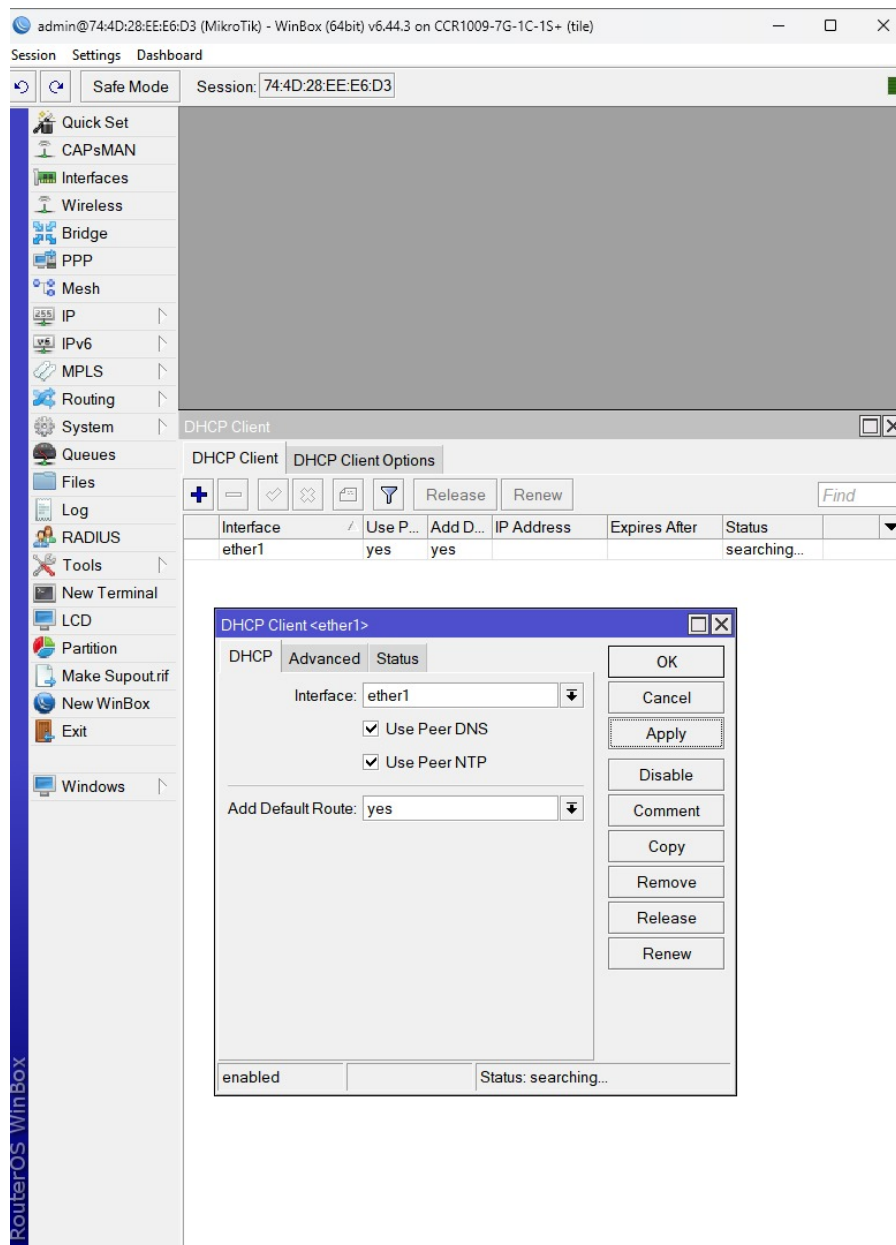 admin@74:4D:28:EE:E6:D3 (MikroTik) - WinBox (64bit) v6.44.3 on CCR1009-7G-1C-1S+ (tile)
Session Settings Dashboard
Safe Mode Session: 74:4D:28:EE:E6:D3
Quick Set
CAPsMAN
Interfaces
Wireless
Bridge
PPP
Mesh
255 IP
v6 IPv6
MPLS
Routing
System
Queues
Files
Log
RADIUS
Tools
New Terminal
LCD
Partition
Make Supout.rif
New WinBox
Exit
Windows
RouterOS WinBox
DHCP Client
DHCP Client DHCP Client Options
Release Renew Find
Interface Use P... Add D... IP Address Expires After Status
ether1 yes yes searching...
DHCP Client <ether1>
DHCP Advanced Status
Interface: ether1
Use Peer DNS
Use Peer NTP
Add Default Route: yes
OK
Cancel
Apply
Disable
Comment
Copy
Remove
Release
Renew
enabled Status: searching...